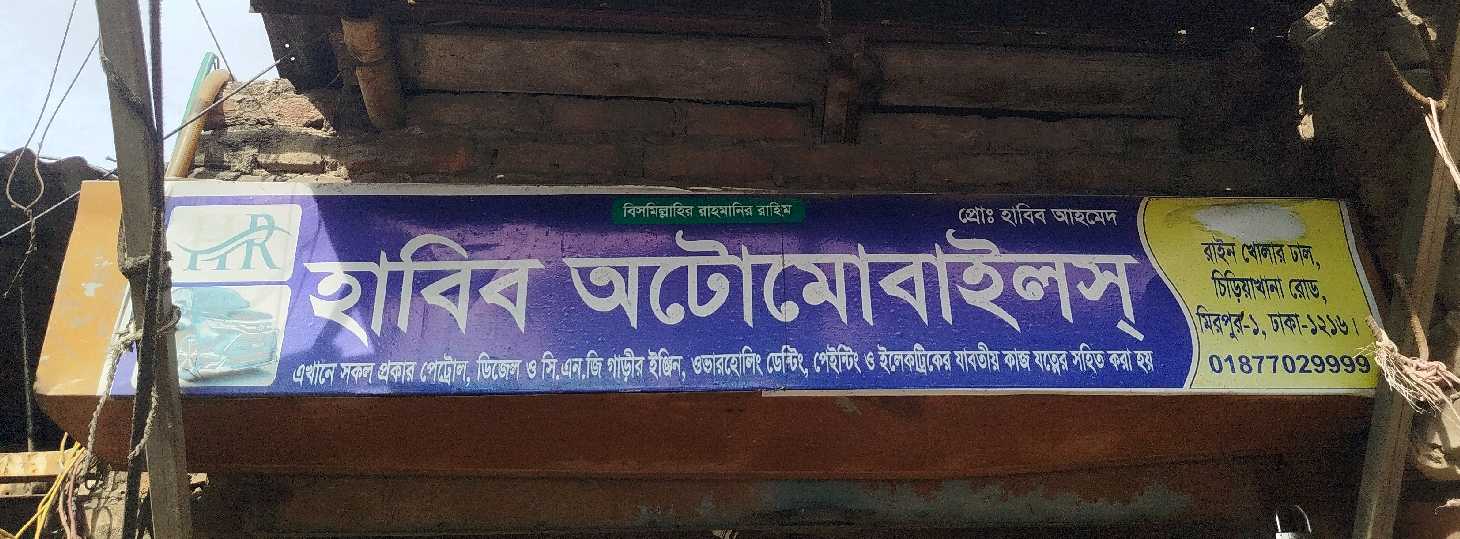 বিসমিল্লাহির রাহমানির রাহিম
প্রোঃ হাবিব আহমেদ
HR
হাবিব অটোমোবাইলস্
এখানে সকল প্রকার পেট্রোল, ডিজেল ও সি.এন.জি গাড়ীর ইঞ্জিন, ওভারহোলিং ডেন্টিং, পেইন্টিং ও ইলেকট্রিকের যাবতীয় কাজ যত্নের সহিত করা হয়
রাইন খোলার ঢাল,
চিড়িয়াখানা রোড,
মিরপুর-১, ঢাকা-১২১৬।
01877029999